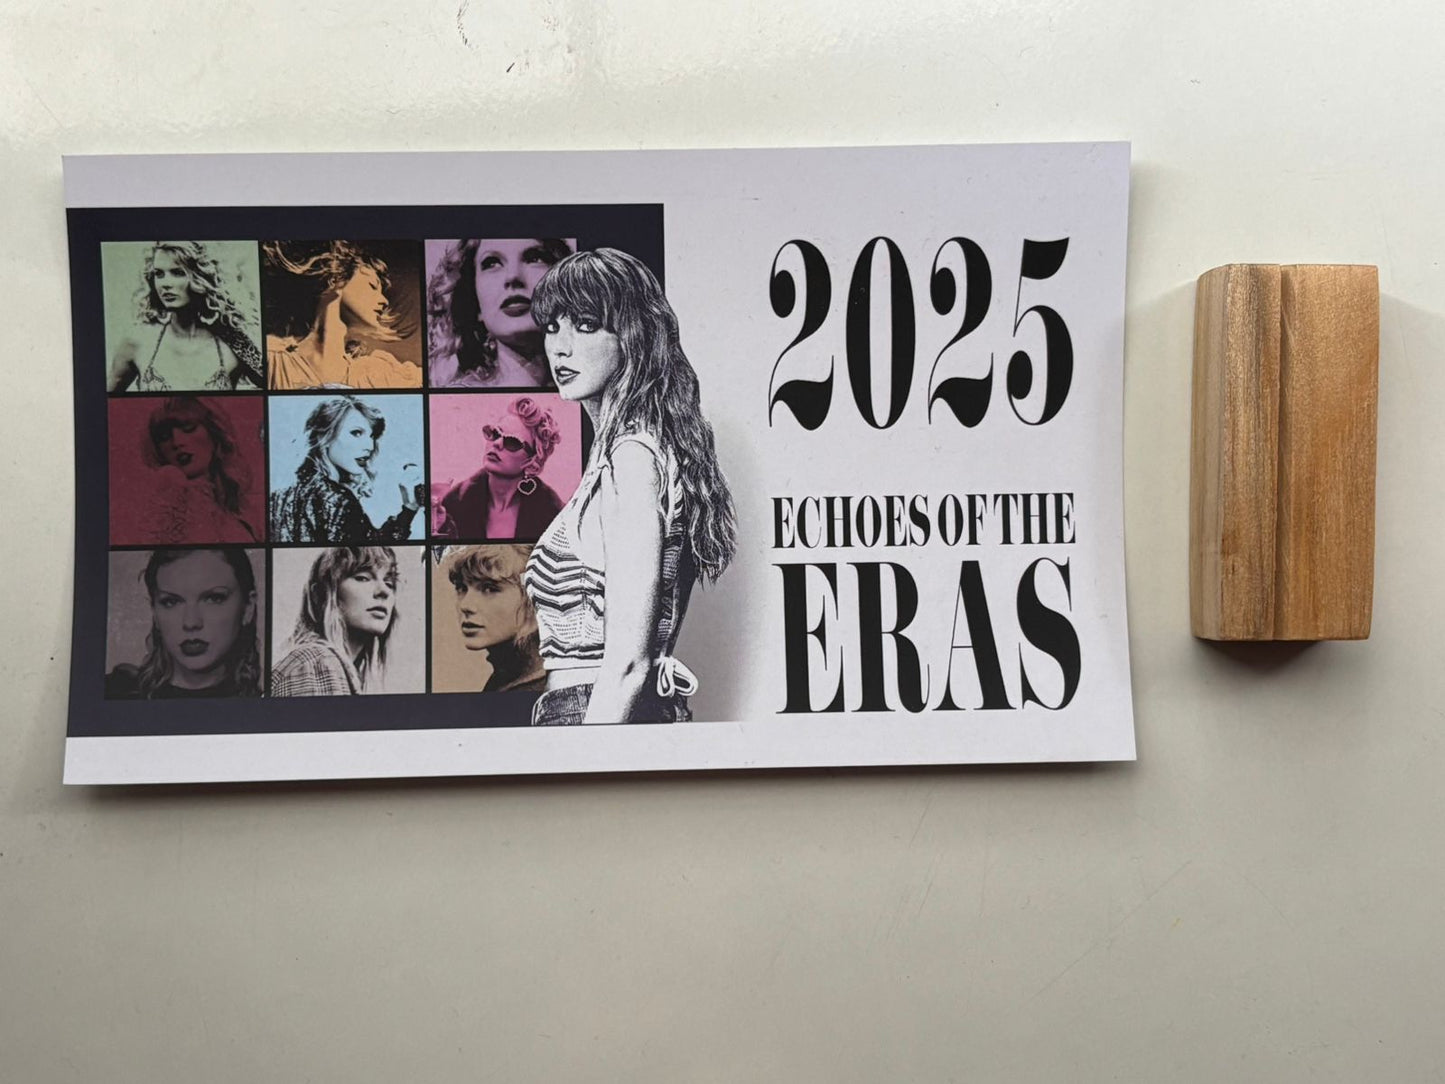 2025
ECHOES OF THE
ERAS